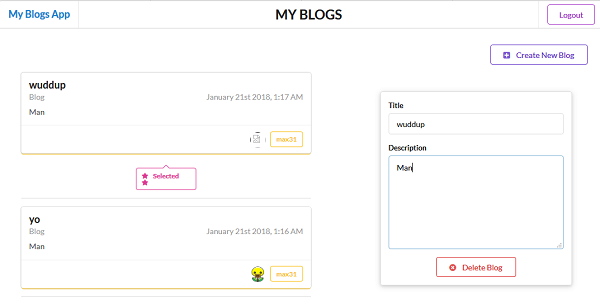 My Blogs App
MY BLOGS
Logout
Create New Blog
wuddup
Blog
January 21st 2018, 1:17 AM
Man
max31
Selected
yo
Blog
January 21st 2018, 1:16 AM
Man
max31
Title
wuddup
Description
Man
Delete Blog